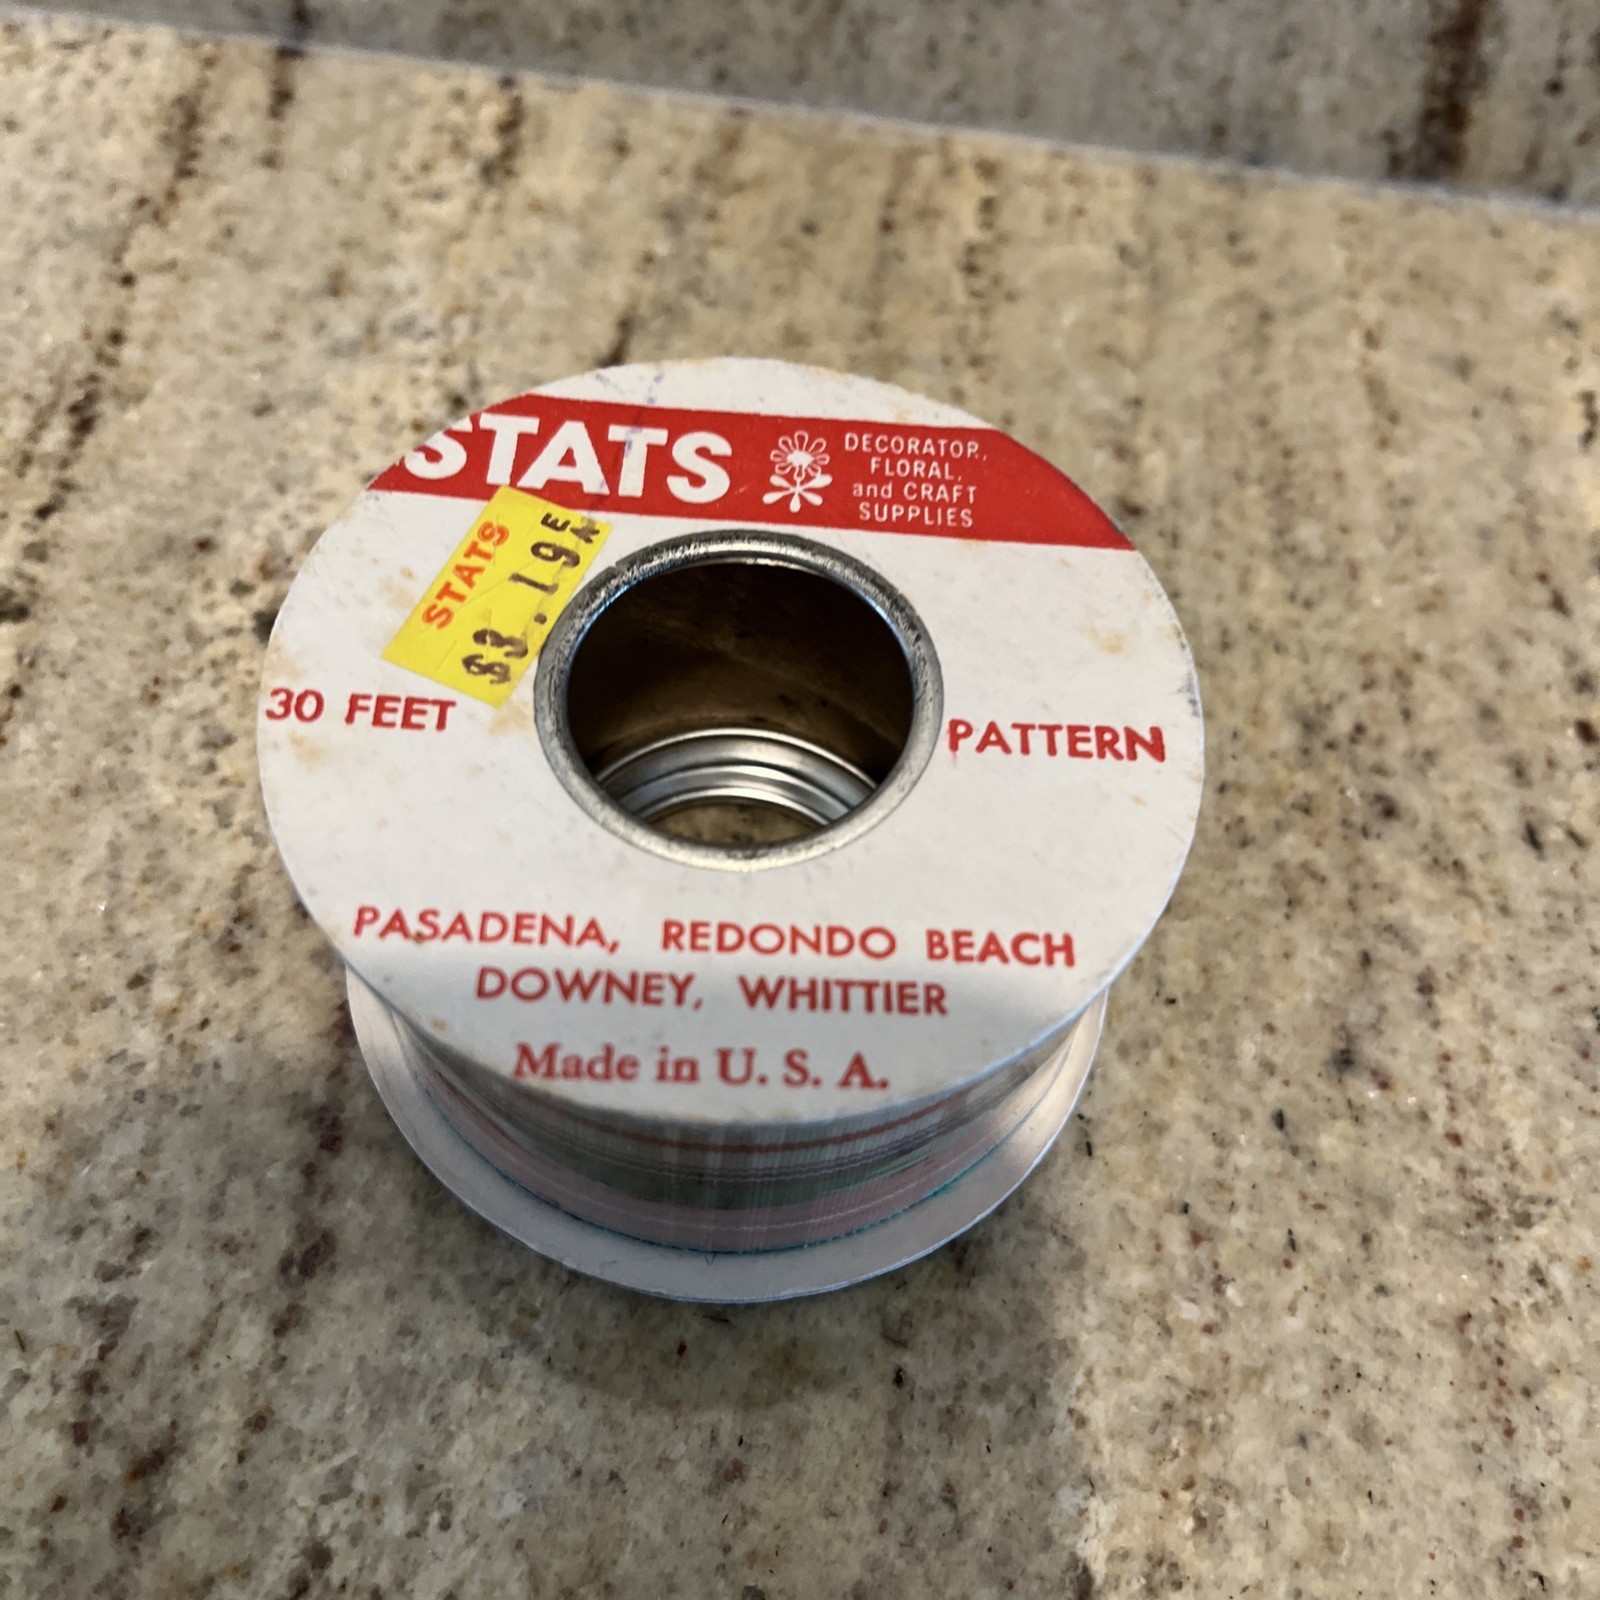 STATS
DECORATOR,
FLORAL,
and CRAFT
SUPPLIES
STATS
$3.19
30 FEET
PATTERN
PASADENA, REDONDO BEACH
DOWNEY, WHITTIER
Made in U. S. A.